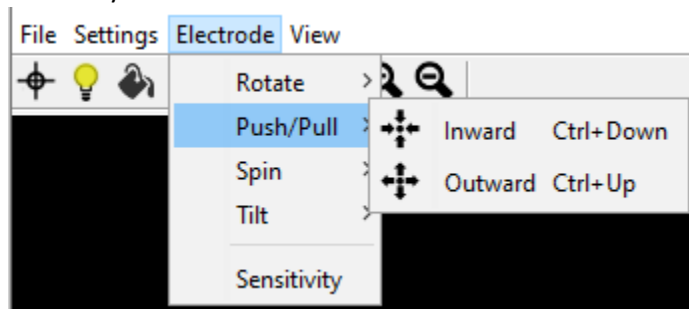 File Settings Electrode View
Rotate
Push/Pull
Inward Ctrl+Down
Outward Ctrl+Up
Spin
Tilt
Sensitivity